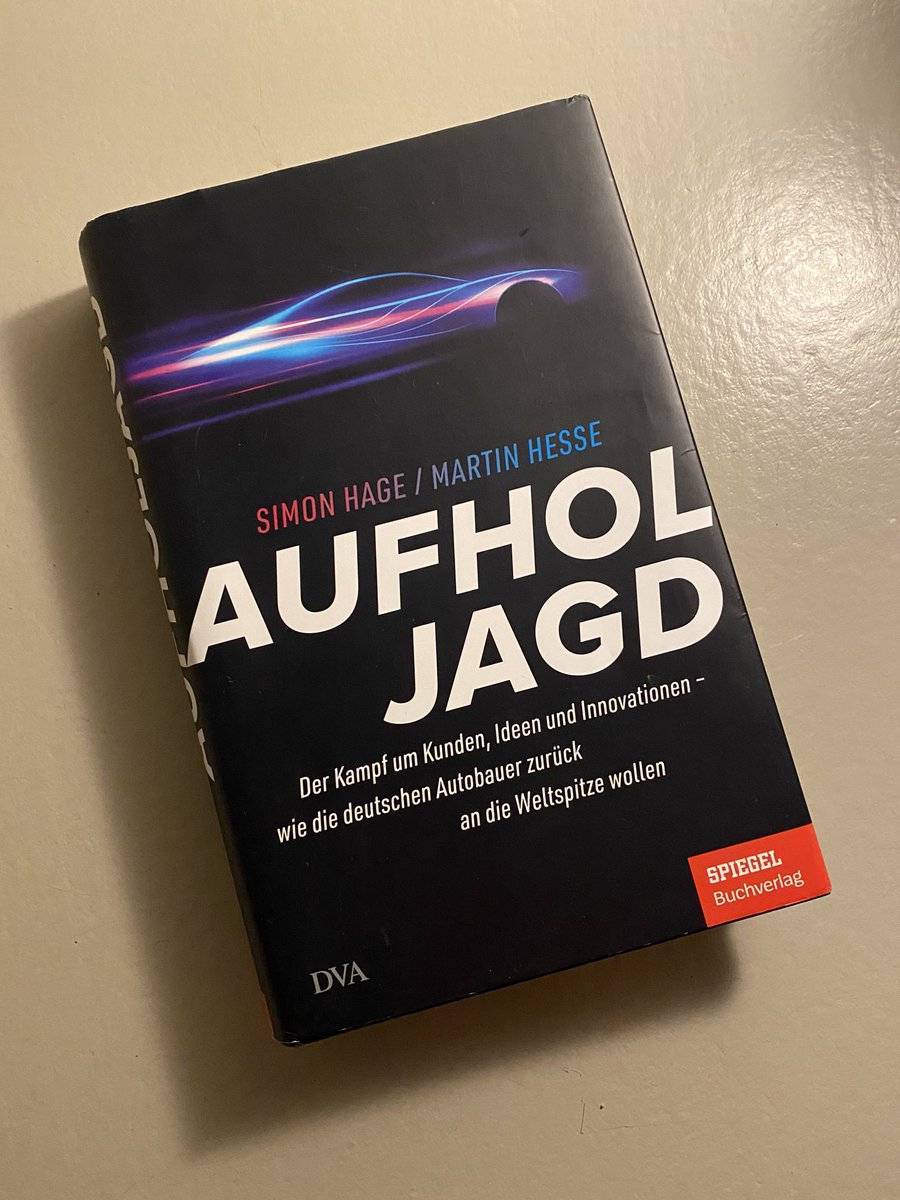 SIMON HAGE / MARTIN HESSE
AUFHOL
JAGD
Der Kampf um Kunden, Ideen und Innovationen –
wie die deutschen Autobauer zurück
an die Weltspitze wollen
SPIEGEL
Buchverlag
DVA